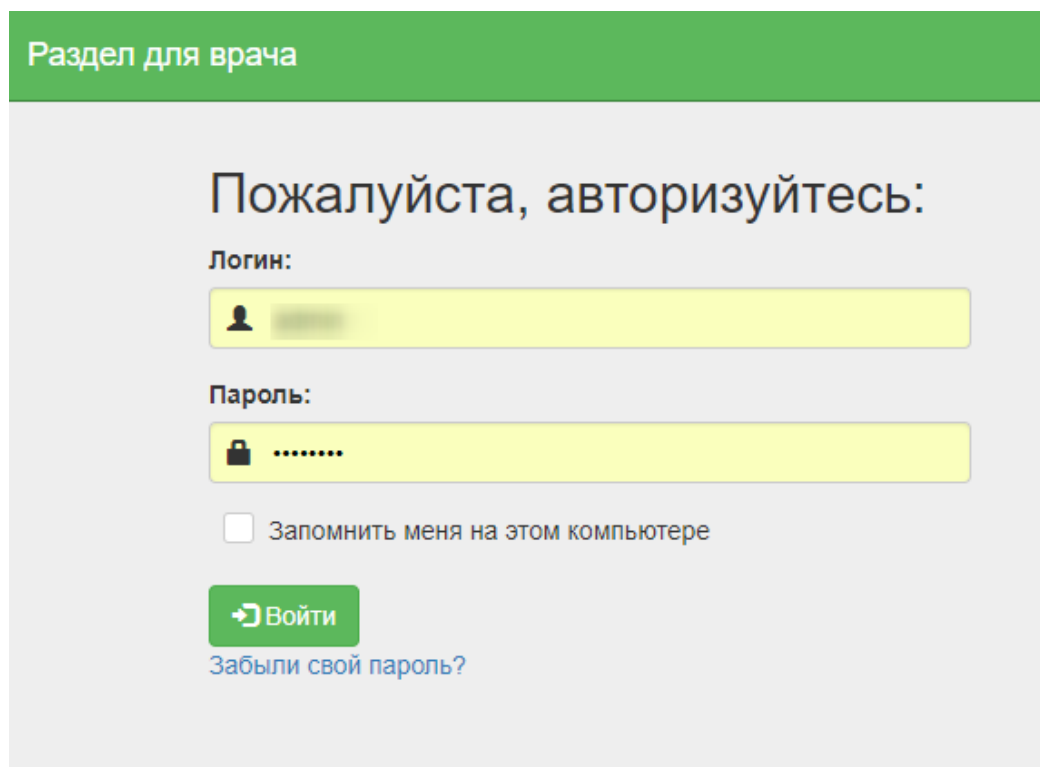 Раздел для врача
Пожалуйста, авторизуйтесь:
Логин:
Пароль:
••••••••
Запомнить меня на этом компьютере
Войти
Забыли свой пароль?